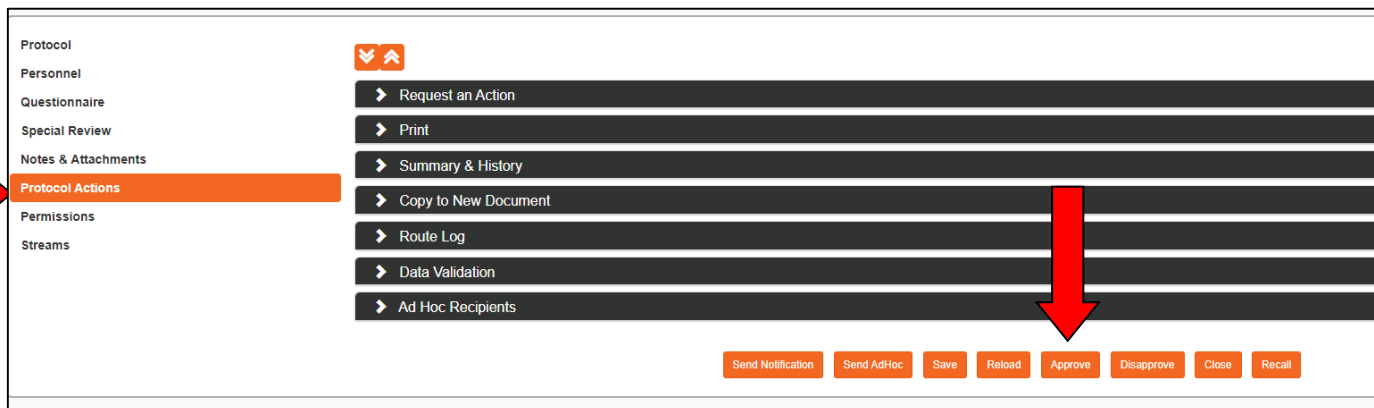 Protocol
Personnel
Questionnaire
Special Review
Notes & Attachments
Protocol Actions
Permissions
Streams
Request an Action
Print
Summary & History
Copy to New Document
Route Log
Data Validation
Ad Hoc Recipients
Send Notification Send AdHoc Save Reload Approve Disapprove Close Recall